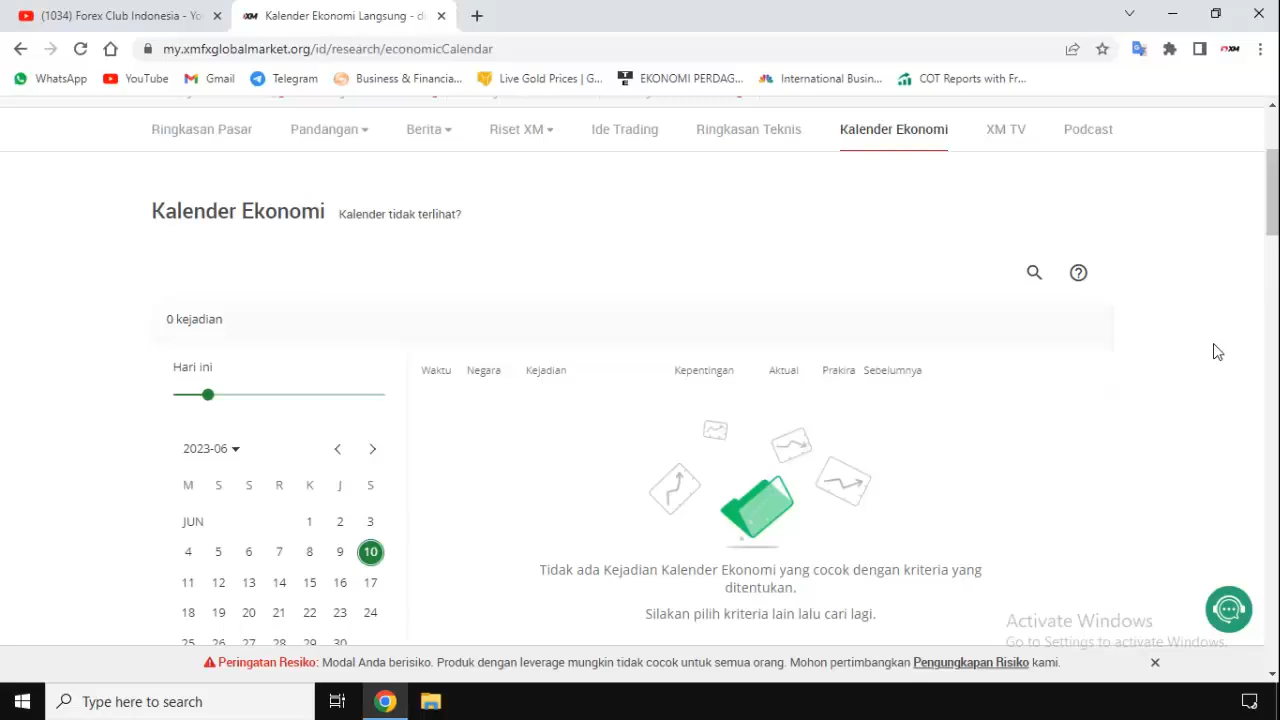 (1034) Forex Club Indonesia - Yo
XM Kalender Ekonomi Langsung - d
my.xmfxglobalmarket.org/id/research/economicCalendar
WhatsApp YouTube Gmail Telegram Business & Financia... Live Gold Prices | G... EKONOMI PERDAG... International Busin... COT Reports with Fr...
Ringkasan Pasar Pandangan Berita Riset XM Ide Trading Ringkasan Teknis Kalender Ekonomi XM TV Podcast
Kalender Ekonomi Kalender tidak terlihat?
0 kejadian
Hari ini
Waktu Negara Kejadian Kepentingan Aktual Prakira Sebelumnya
2023-06
M S S R K J S
JUN 1 2 3
4 5 6 7 8 9 10
11 12 13 14 15 16 17
18 19 20 21 22 23 24
25 26 27 28 29 30
Tidak ada Kejadian Kalender Ekonomi yang cocok dengan kriteria yang
ditentukan.
Silakan pilih kriteria lain lalu cari lagi.
Activate Windows
Go to Settings to activate Windows.
Peringatan Resiko: Modal Anda berisiko. Produk dengan leverage mungkin tidak cocok untuk semua orang. Mohon pertimbangkan Pengungkapan Risiko kami.
Type here to search